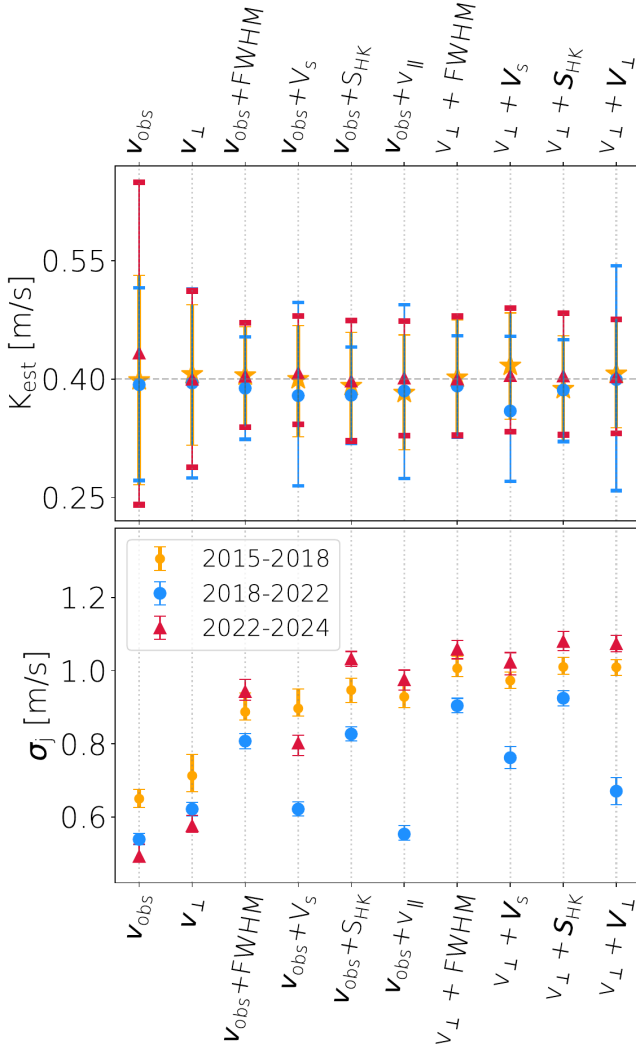 v_obs
v_⊥
v_obs+FWHM
v_obs+V_s
v_obs+S_HK
v_obs+v_||
v_⊥ + FWHM
v_⊥ + V_s
v_⊥ + S_HK
v_⊥ + V_⊥
K_est [m/s]
0.55
0.40
0.25
2015-2018
2018-2022
2022-2024
σ_j [m/s]
1.2
1.0
0.8
0.6
v_obs
v_⊥
v_obs+FWHM
v_obs+V_s
v_obs+S_HK
v_obs+v_||
v_⊥ + FWHM
v_⊥ + V_s
v_⊥ + S_HK
v_⊥ + V_⊥